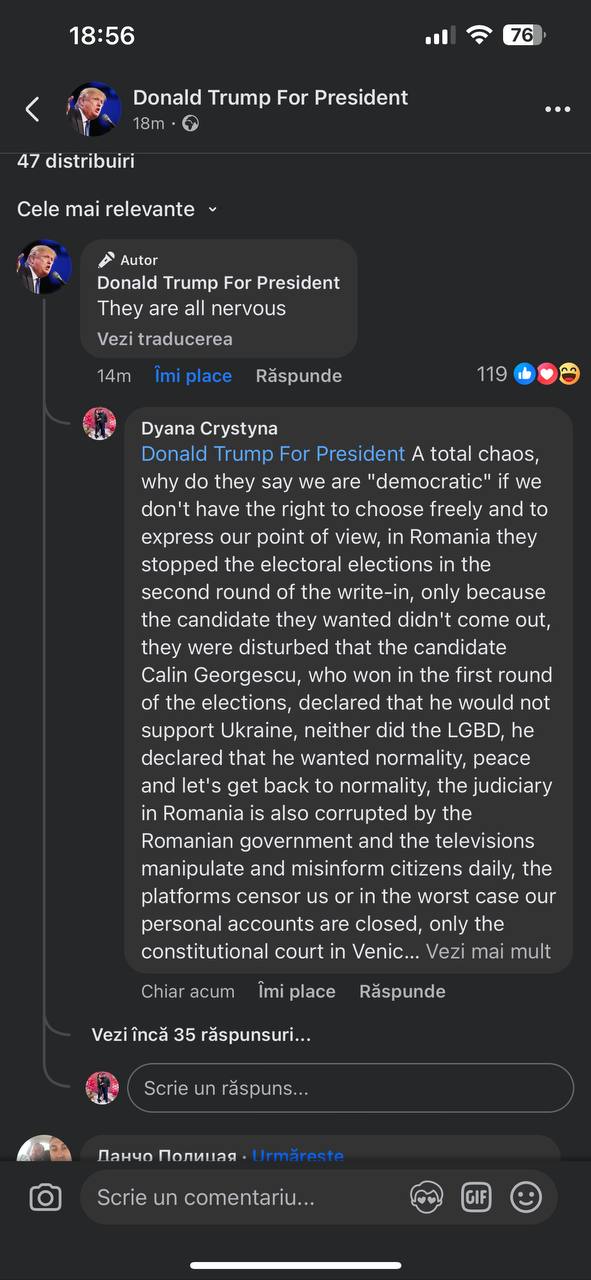 18:56
76
Donald Trump For President
18m ·
47 distribuiri
Cele mai relevante
Autor
Donald Trump For President
They are all nervous
Vezi traducerea
14m Îmi place Răspunde 119
Dyana Crystyna
Donald Trump For President A total chaos,
why do they say we are "democratic" if we
don't have the right to choose freely and to
express our point of view, in Romania they
stopped the electoral elections in the
second round of the write-in, only because
the candidate they wanted didn't come out,
they were disturbed that the candidate
Calin Georgescu, who won in the first round
of the elections, declared that he would not
support Ukraine, neither did the LGBD, he
declared that he wanted normality, peace
and let's get back to normality, the judiciary
in Romania is also corrupted by the
Romanian government and the televisions
manipulate and misinform citizens daily, the
platforms censor us or in the worst case our
personal accounts are closed, only the
constitutional court in Venic... Vezi mai mult
Chiar acum Îmi place Răspunde
Vezi încă 35 răspunsuri...
Scrie un răspuns...
Данчо Полицая · Urmărește
Scrie un comentariu...
GIF